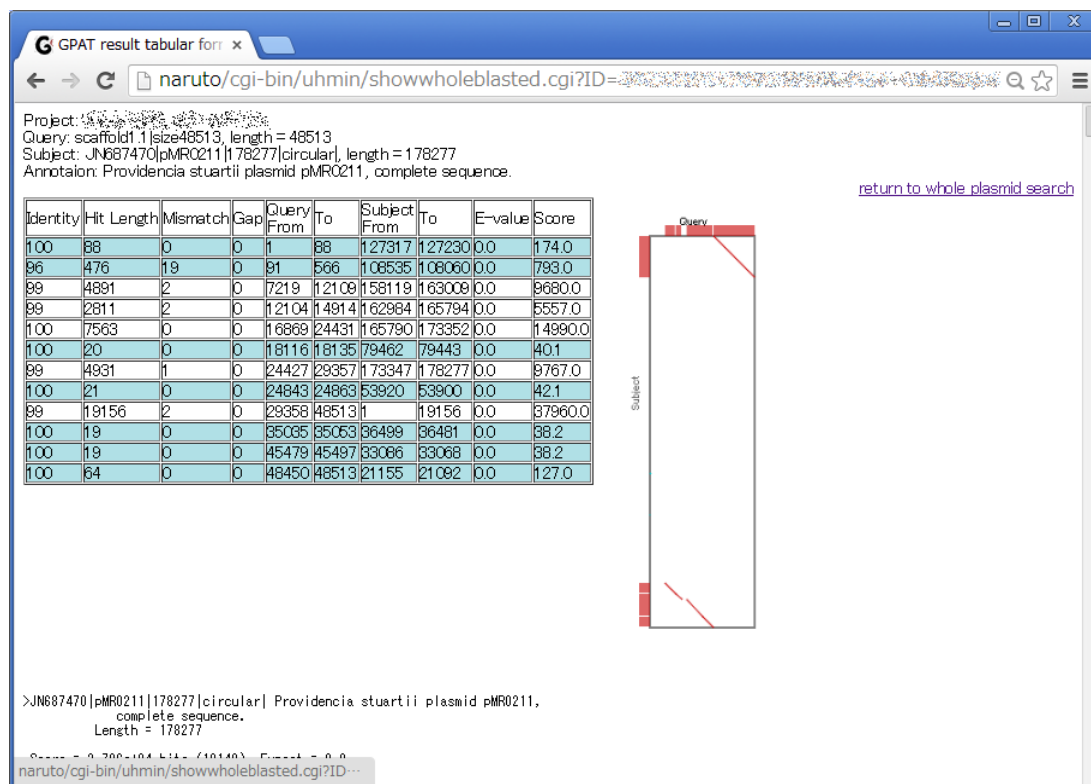 GPAT result tabular forr ×
naruto/cgi-bin/uhmin/showwholeblasted.cgi?ID=
Project:
Query: scaffold1.1|size48513, length = 48513
Subject: JN687470|pMR0211|178277|circular|, length = 178277
Annotaion: Providencia stuartii plasmid pMR0211, complete sequence.
return to whole plasmid search
Identity Hit Length Mismatch Gap Query From To Subject From To E-value Score
100 88 0 0 1 88 127317 127230 0.0 174.0
96 476 19 0 91 566 108535 108060 0.0 793.0
99 4891 2 0 7219 12109 158119 163009 0.0 9680.0
99 2811 2 0 12104 14914 162984 165794 0.0 5557.0
100 7563 0 0 16869 24431 165790 173352 0.0 14990.0
100 20 0 0 18116 18135 79462 79443 0.0 40.1
99 4931 1 0 24427 29357 173347 178277 0.0 9767.0
100 21 0 0 24843 24863 53920 53900 0.0 42.1
99 19156 2 0 29358 48513 1 19156 0.0 37960.0
100 19 0 0 35035 35053 36499 36481 0.0 38.2
100 19 0 0 45479 45497 33086 33068 0.0 38.2
100 64 0 0 48450 48513 21155 21092 0.0 127.0
Query
Subject
>JN687470|pMR0211|178277|circular| Providencia stuartii plasmid pMR0211,
complete sequence.
Length = 178277
naruto/cgi-bin/uhmin/showwholeblasted.cgi?ID…